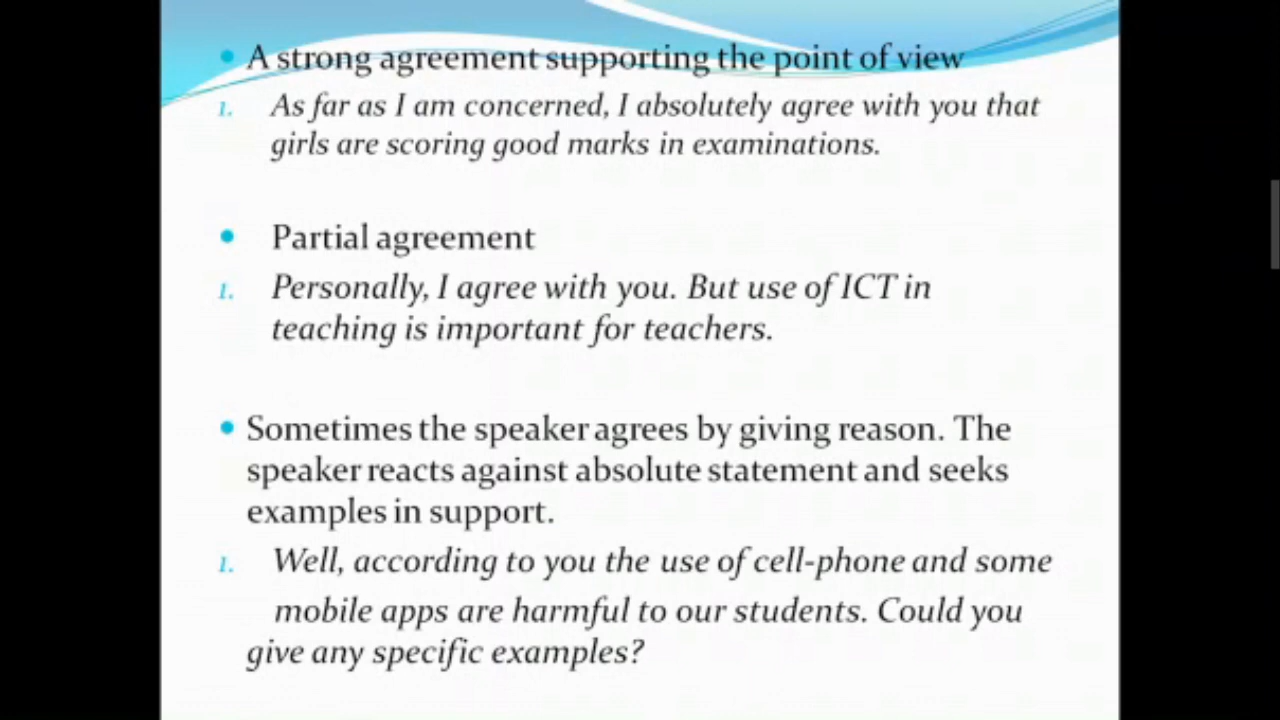 • A strong agreement supporting the point of view
1. As far as I am concerned, I absolutely agree with you that
girls are scoring good marks in examinations.
• Partial agreement
1. Personally, I agree with you. But use of ICT in
teaching is important for teachers.
• Sometimes the speaker agrees by giving reason. The
speaker reacts against absolute statement and seeks
examples in support.
1. Well, according to you the use of cell-phone and some
mobile apps are harmful to our students. Could you
give any specific examples?